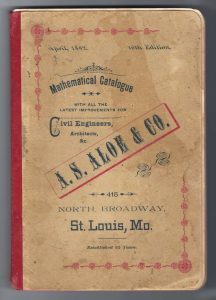 April, 189
10th Edition.
Mathematical Catalogue
WITH ALL THE
LATEST IMPROVEMENTS FOR
Civil Engineers,
Architects,
&c.
A. S. ALOE & CO.
415
NORTH BROADWAY,
St. Louis, Mo.
Established 25 Years.